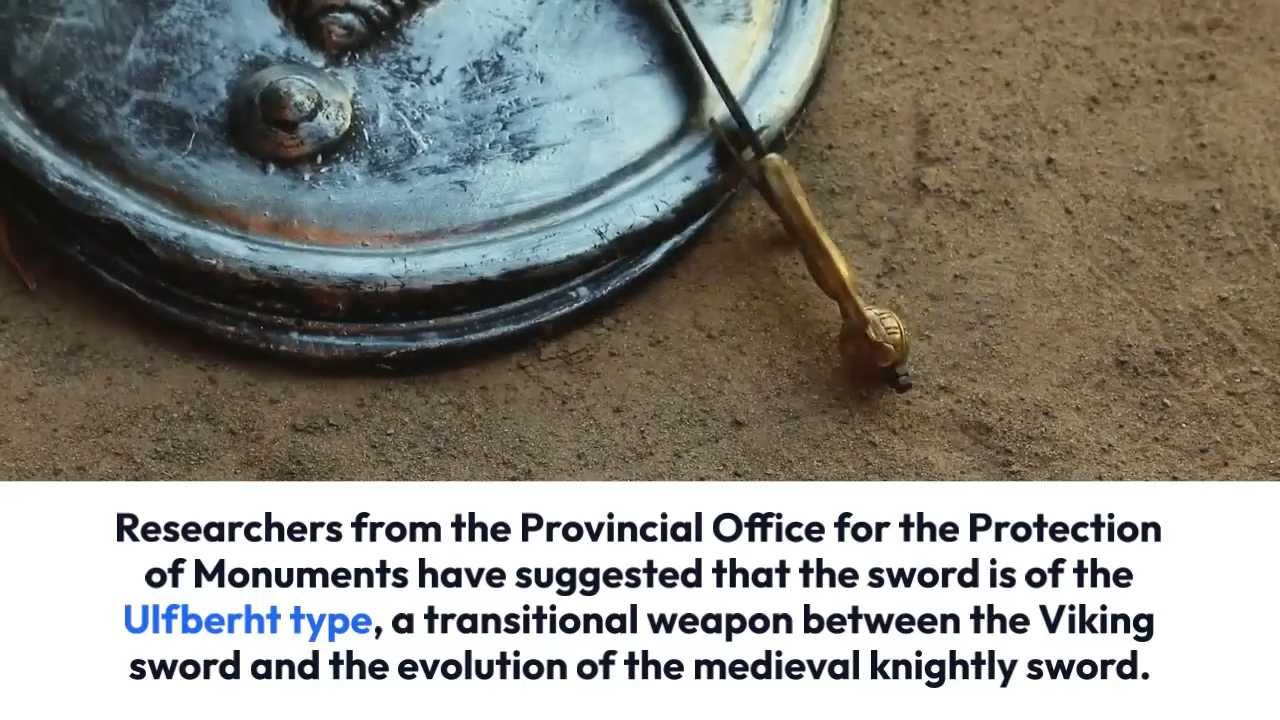 Researchers from the Provincial Office for the Protection
of Monuments have suggested that the sword is of the
Ulfberht type, a transitional weapon between the Viking
sword and the evolution of the medieval knightly sword.